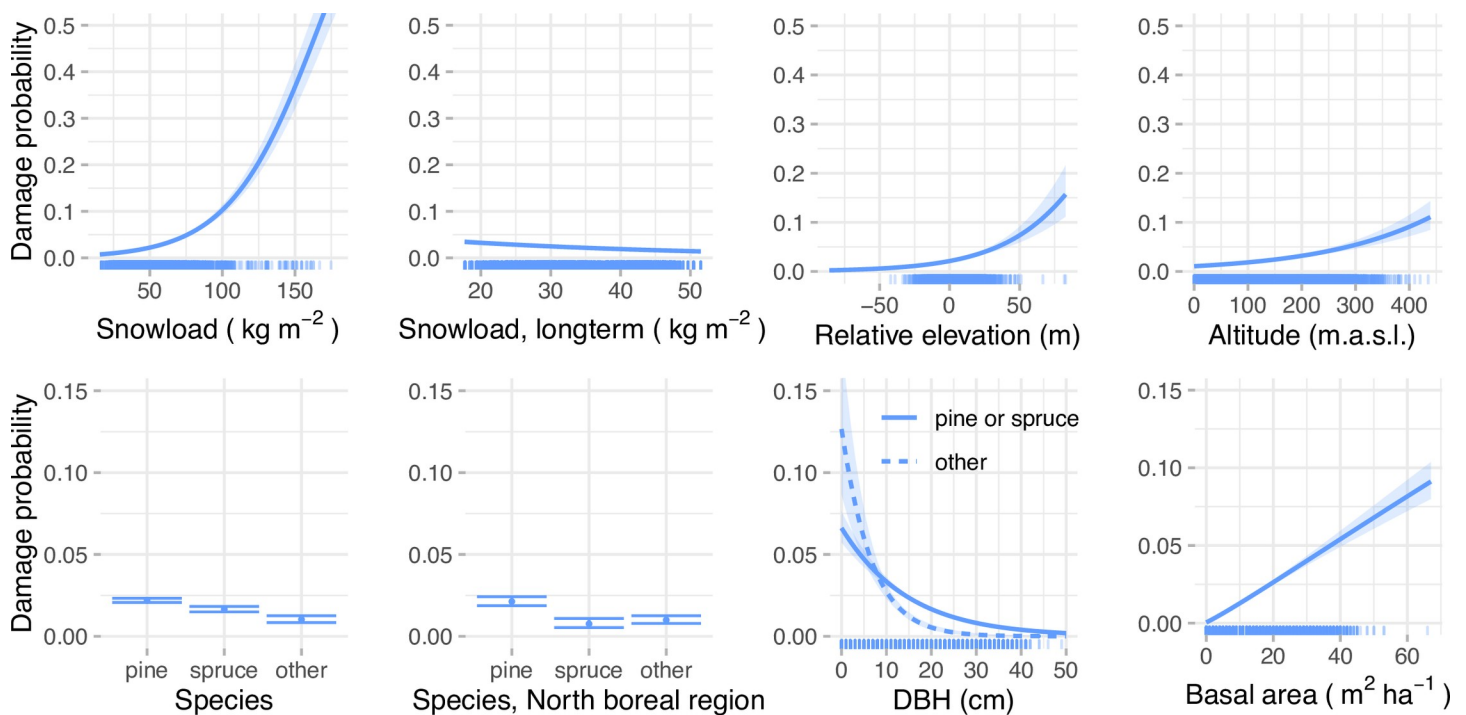 Damage probability
0.5
0.4
0.3
0.2
0.1
0.0
50 100 150
Snowload ( kg m⁻² )
0.5
0.4
0.3
0.2
0.1
0.0
20 30 40 50
Snowload, longterm ( kg m⁻² )
0.5
0.4
0.3
0.2
0.1
0.0
−50 0 50
Relative elevation (m)
0.5
0.4
0.3
0.2
0.1
0.0
0 100 200 300 400
Altitude (m.a.s.l.)
Damage probability
0.15
0.10
0.05
0.00
pine spruce other
Species
0.15
0.10
0.05
0.00
pine spruce other
Species, North boreal region
0.15
0.10
0.05
0.00
pine or spruce
other
0 10 20 30 40 50
DBH (cm)
0.15
0.10
0.05
0.00
0 20 40 60
Basal area ( m² ha⁻¹ )